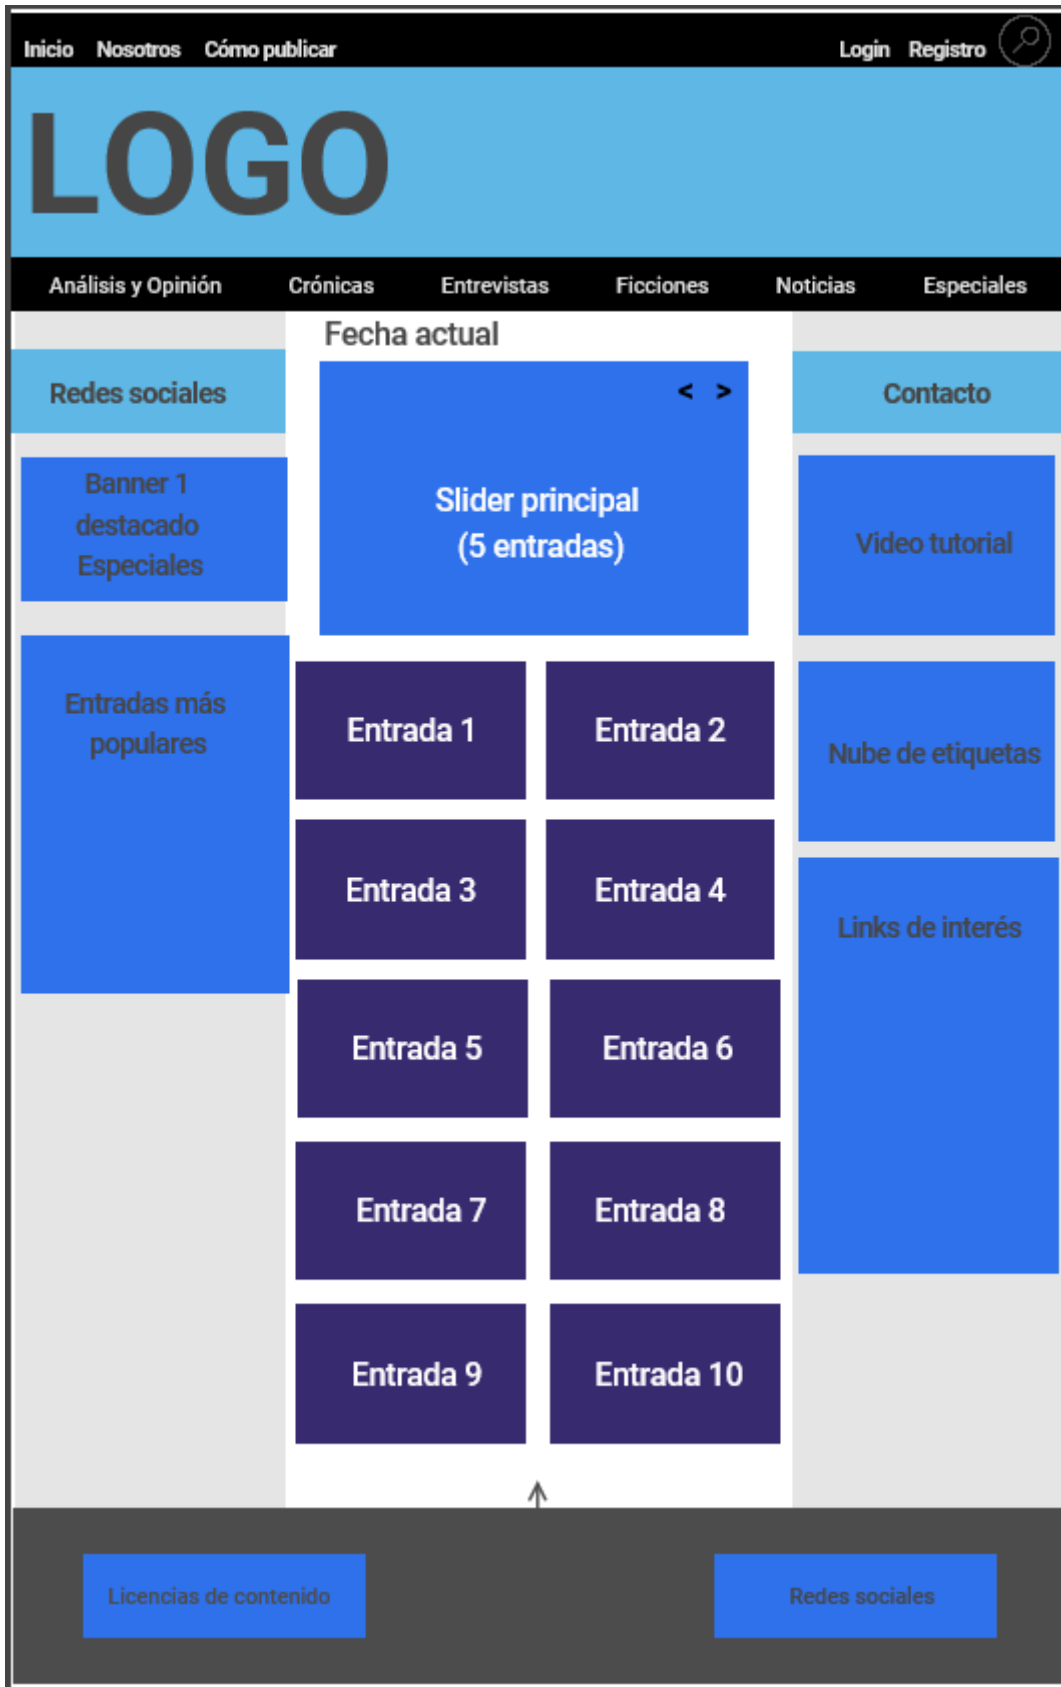 Inicio Nosotros Cómo publicar Login Registro
LOGO
Análisis y Opinión Crónicas Entrevistas Ficciones Noticias Especiales
Fecha actual
Redes sociales
Banner 1
destacado
Especiales
Entradas más
populares
< >
Slider principal
(5 entradas)
Entrada 1 Entrada 2
Entrada 3 Entrada 4
Entrada 5 Entrada 6
Entrada 7 Entrada 8
Entrada 9 Entrada 10
Contacto
Video tutorial
Nube de etiquetas
Links de interés
Licencias de contenido Redes sociales